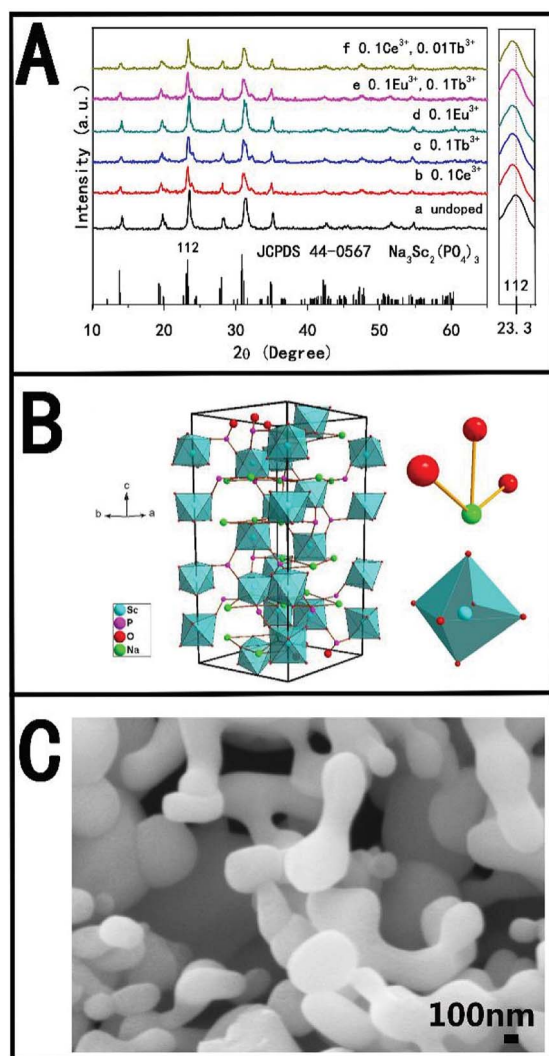 A
Intensity (a.u.)
f 0.1Ce³⁺, 0.01Tb³⁺
e 0.1Eu³⁺, 0.1Tb³⁺
d 0.1Eu³⁺
c 0.1Tb³⁺
b 0.1Ce³⁺
a undoped
112
JCPDS 44-0567 Na₃Sc₂(PO₄)₃
10 20 30 40 50 60
2θ (Degree)
112
23.3
B
c
b a
Sc
P
O
Na
C
100nm